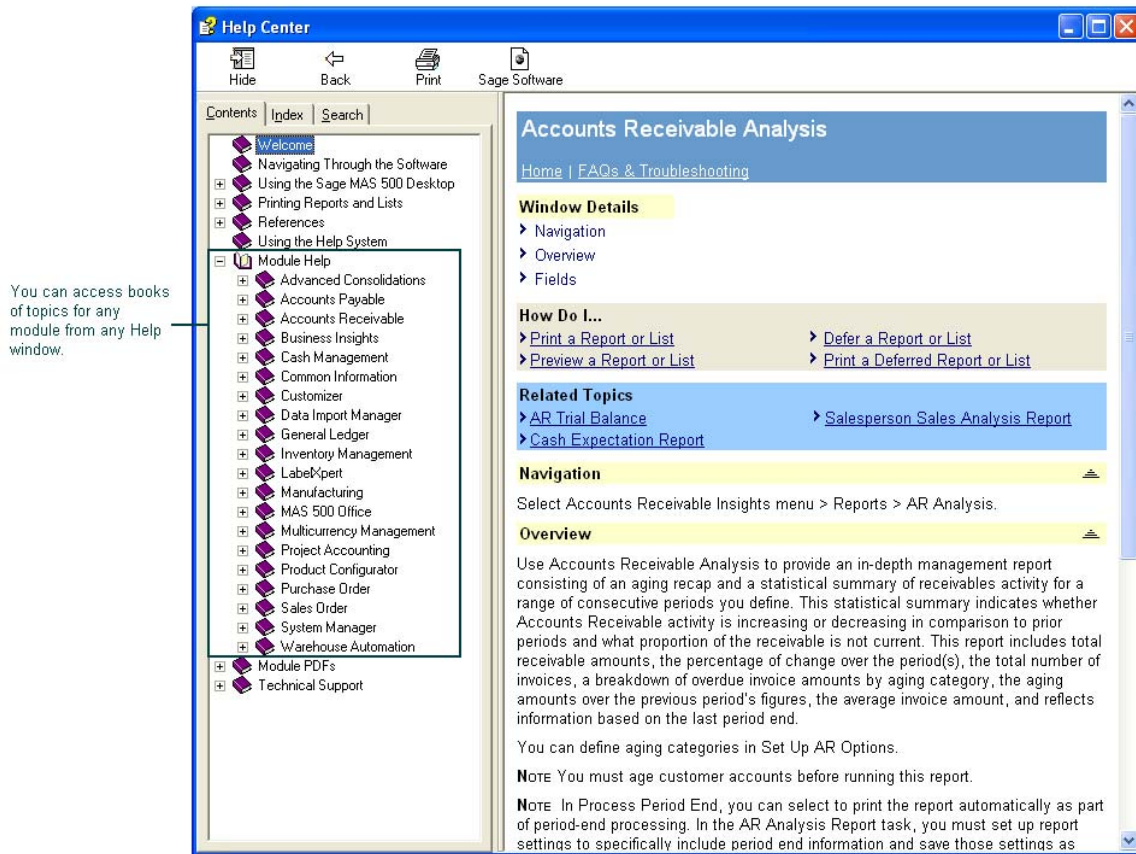 Help Center
Hide Back Print Sage Software
Contents Index Search
Welcome
Navigating Through the Software
Using the Sage MAS 500 Desktop
Printing Reports and Lists
References
Using the Help System
Module Help
Advanced Consolidations
Accounts Payable
Accounts Receivable
Business Insights
Cash Management
Common Information
Customizer
Data Import Manager
General Ledger
Inventory Management
LabelXpert
Manufacturing
MAS 500 Office
Multicurrency Management
Project Accounting
Product Configurator
Purchase Order
Sales Order
System Manager
Warehouse Automation
Module PDFs
Technical Support
You can access books
of topics for any
module from any Help
window.
Accounts Receivable Analysis
Home | FAQs & Troubleshooting
Window Details
Navigation
Overview
Fields
How Do I...
Print a Report or List
Defer a Report or List
Preview a Report or List
Print a Deferred Report or List
Related Topics
AR Trial Balance
Salesperson Sales Analysis Report
Cash Expectation Report
Navigation
Select Accounts Receivable Insights menu > Reports > AR Analysis.
Overview
Use Accounts Receivable Analysis to provide an in-depth management report
consisting of an aging recap and a statistical summary of receivables activity for a
range of consecutive periods you define. This statistical summary indicates whether
Accounts Receivable activity is increasing or decreasing in comparison to prior
periods and what proportion of the receivable is not current. This report includes total
receivable amounts, the percentage of change over the period(s), the total number of
invoices, a breakdown of overdue invoice amounts by aging category, the aging
amounts over the previous period's figures, the average invoice amount, and reflects
information based on the last period end.
You can define aging categories in Set Up AR Options.
NOTE You must age customer accounts before running this report.
NOTE In Process Period End, you can select to print the report automatically as part
of period-end processing. In the AR Analysis Report task, you must set up report
settings to specifically include period end information and save those settings as